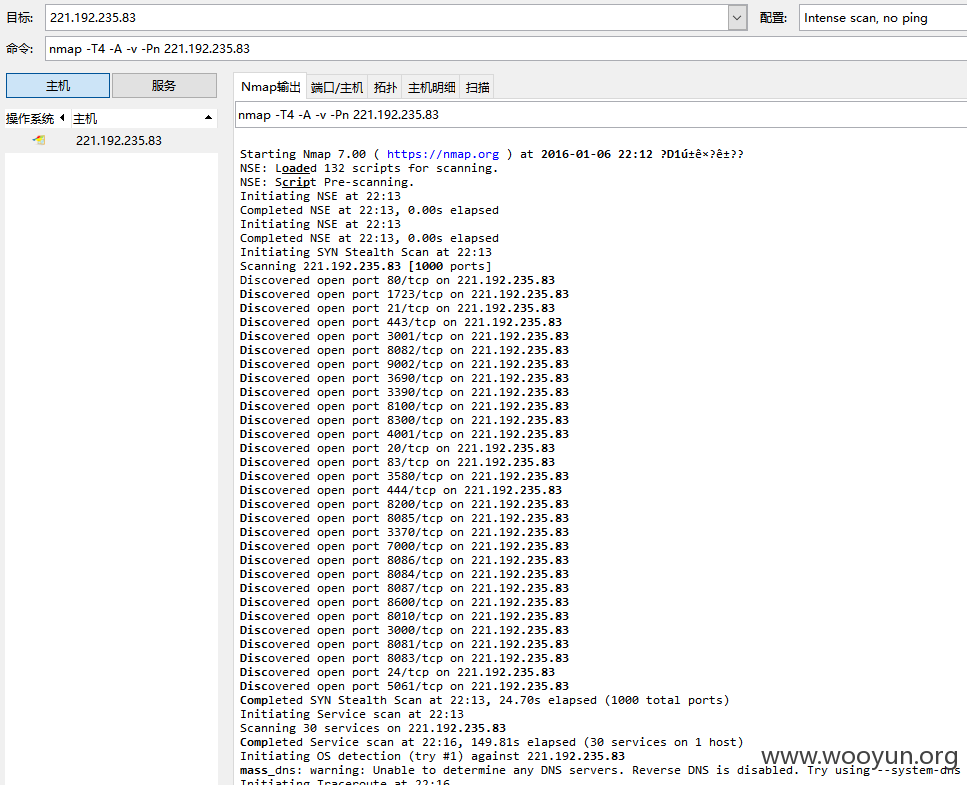 目标: 221.192.235.83 配置: Intense scan, no ping
命令: nmap -T4 -A -v -Pn 221.192.235.83
主机 服务
Nmap输出 端口/主机 拓扑 主机明细 扫描
操作系统 主机
221.192.235.83
nmap -T4 -A -v -Pn 221.192.235.83
Starting Nmap 7.00 ( https://nmap.org ) at 2016-01-06 22:12 ?D1ú±ê×?ê±??
NSE: Loaded 132 scripts for scanning.
NSE: Script Pre-scanning.
Initiating NSE at 22:13
Completed NSE at 22:13, 0.00s elapsed
Initiating NSE at 22:13
Completed NSE at 22:13, 0.00s elapsed
Initiating SYN Stealth Scan at 22:13
Scanning 221.192.235.83 [1000 ports]
Discovered open port 80/tcp on 221.192.235.83
Discovered open port 1723/tcp on 221.192.235.83
Discovered open port 21/tcp on 221.192.235.83
Discovered open port 443/tcp on 221.192.235.83
Discovered open port 3001/tcp on 221.192.235.83
Discovered open port 8082/tcp on 221.192.235.83
Discovered open port 9002/tcp on 221.192.235.83
Discovered open port 3690/tcp on 221.192.235.83
Discovered open port 3390/tcp on 221.192.235.83
Discovered open port 8100/tcp on 221.192.235.83
Discovered open port 8300/tcp on 221.192.235.83
Discovered open port 4001/tcp on 221.192.235.83
Discovered open port 20/tcp on 221.192.235.83
Discovered open port 83/tcp on 221.192.235.83
Discovered open port 3580/tcp on 221.192.235.83
Discovered open port 444/tcp on 221.192.235.83
Discovered open port 8200/tcp on 221.192.235.83
Discovered open port 8085/tcp on 221.192.235.83
Discovered open port 3370/tcp on 221.192.235.83
Discovered open port 7000/tcp on 221.192.235.83
Discovered open port 8086/tcp on 221.192.235.83
Discovered open port 8084/tcp on 221.192.235.83
Discovered open port 8087/tcp on 221.192.235.83
Discovered open port 8600/tcp on 221.192.235.83
Discovered open port 8010/tcp on 221.192.235.83
Discovered open port 3000/tcp on 221.192.235.83
Discovered open port 8081/tcp on 221.192.235.83
Discovered open port 8083/tcp on 221.192.235.83
Discovered open port 24/tcp on 221.192.235.83
Discovered open port 5061/tcp on 221.192.235.83
Completed SYN Stealth Scan at 22:13, 24.70s elapsed (1000 total ports)
Initiating Service scan at 22:13
Scanning 30 services on 221.192.235.83
Completed Service scan at 22:16, 149.81s elapsed (30 services on 1 host)
Initiating OS detection (try #1) against 221.192.235.83
mass_dns: warning: Unable to determine any DNS servers. Reverse DNS is disabled. Try using --system-dns
Initiating Traceroute at 22:16
www.wooyun.org